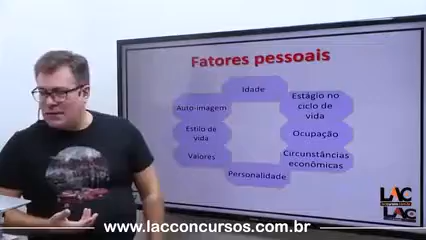 Fatores pessoais
Idade
Auto-imagem
Estágio no
ciclo de
vida
Estilo de
vida
Ocupação
Valores
Circunstâncias
econômicas
Personalidade
LAC
LAC
www.lacconcursos.com.br